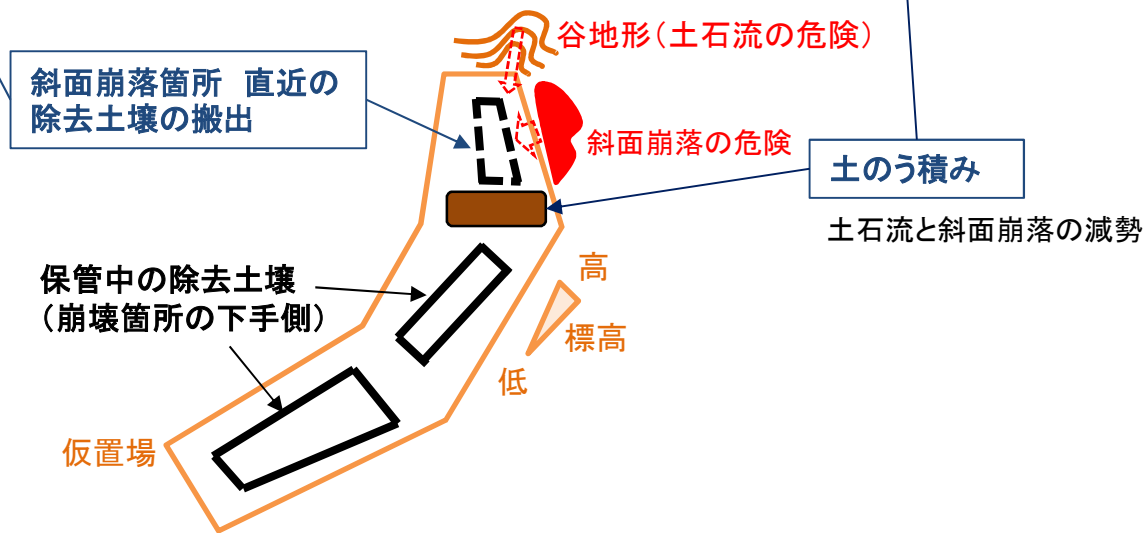 谷地形（土石流の危険）
斜面崩落箇所 直近の
除去土壌の搬出
斜面崩落の危険
土のう積み
土石流と斜面崩落の減勢
保管中の除去土壌
（崩壊箇所の下手側）
高
標高
低
仮置場